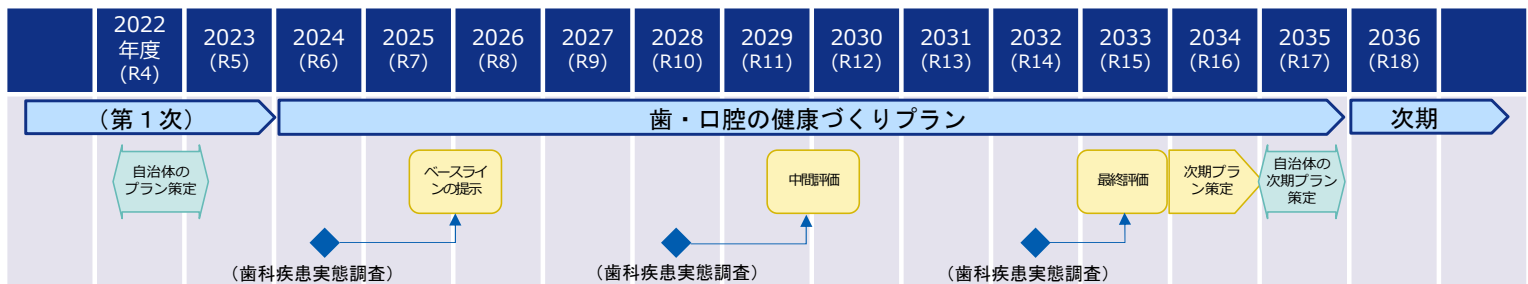 2022
年度
(R4)
2023
(R5)
2024
(R6)
2025
(R7)
2026
(R8)
2027
(R9)
2028
(R10)
2029
(R11)
2030
(R12)
2031
(R13)
2032
(R14)
2033
(R15)
2034
(R16)
2035
(R17)
2036
(R18)
（第１次）
歯・口腔の健康づくりプラン
次期
自治体の
プラン策定
ベースライ
ンの提示
中間評価
最終評価
次期プラ
ン策定
自治体の
次期プラン
策定
（歯科疾患実態調査）
（歯科疾患実態調査）
（歯科疾患実態調査）